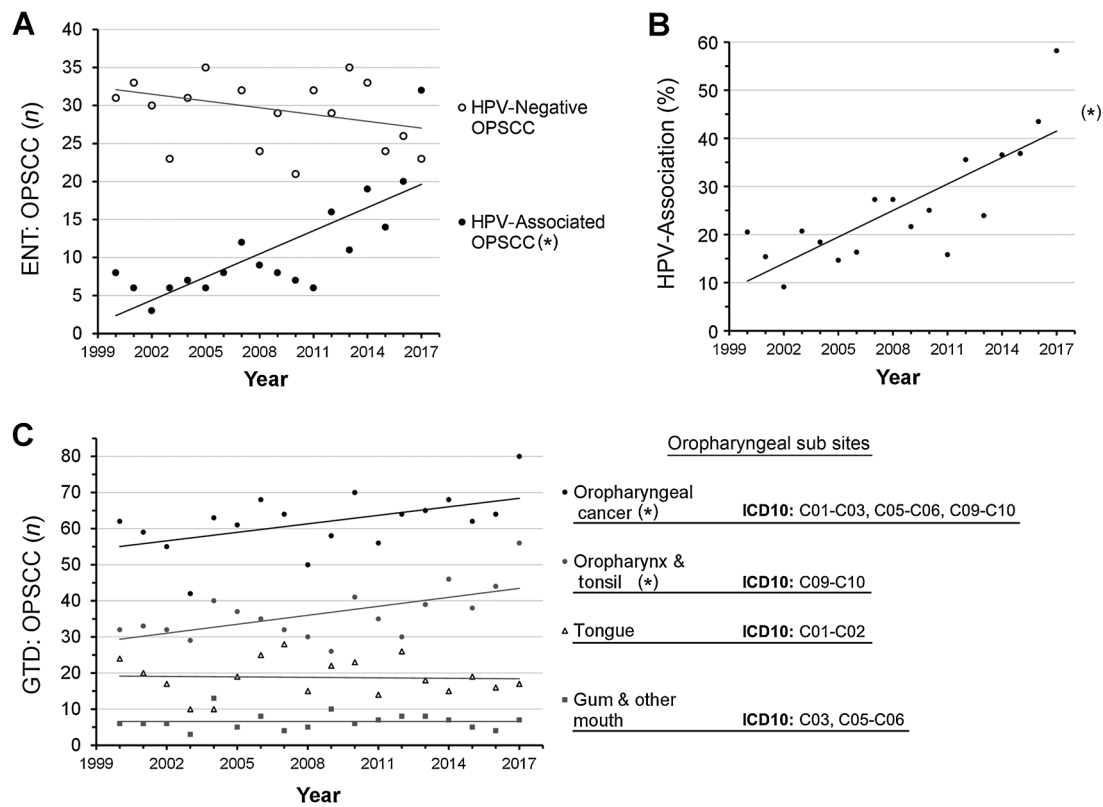 A
40
35
30
25
20
15
10
5
0
ENT: OPSCC (n)
1999 2002 2005 2008 2011 2014 2017
Year
HPV-Negative
OPSCC
HPV-Associated
OPSCC (*)
B
60
50
40
30
20
10
0
HPV-Association (%)
1999 2002 2005 2008 2011 2014 2017
Year
(*)
C
80
70
60
50
40
30
20
10
0
GTD: OPSCC (n)
1999 2002 2005 2009 2011 2014 2017
Year
Oropharyngeal sub sites
Oropharyngeal
cancer (*) ICD10: C01-C03, C05-C06, C09-C10
Oropharynx &
tonsil (*) ICD10: C09-C10
Tongue ICD10: C01-C02
Gum & other
mouth ICD10: C03, C05-C06